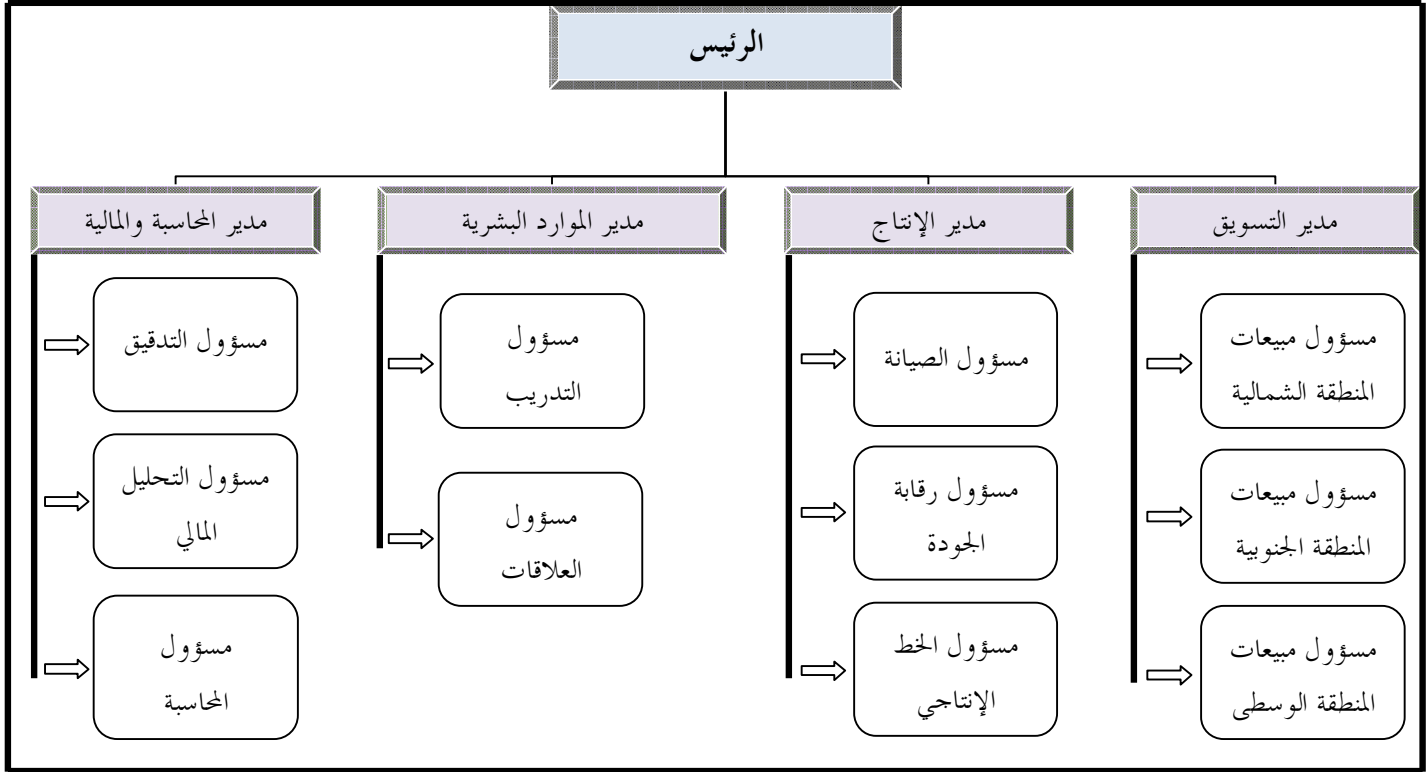 الرئيس
مدير التسويق
مدير الإنتاج
مدير الموارد البشرية
مدير المحاسبة والمالية
مسؤول مبيعات
المنطقة الشمالية
مسؤول مبيعات
المنطقة الجنوبية
مسؤول مبيعات
المنطقة الوسطى
مسؤول الصيانة
مسؤول رقابة
الجودة
مسؤول الخط
الإنتاجي
مسؤول
التدريب
مسؤول
العلاقات
مسؤول التدقيق
مسؤول التحليل
المالي
مسؤول
المحاسبة